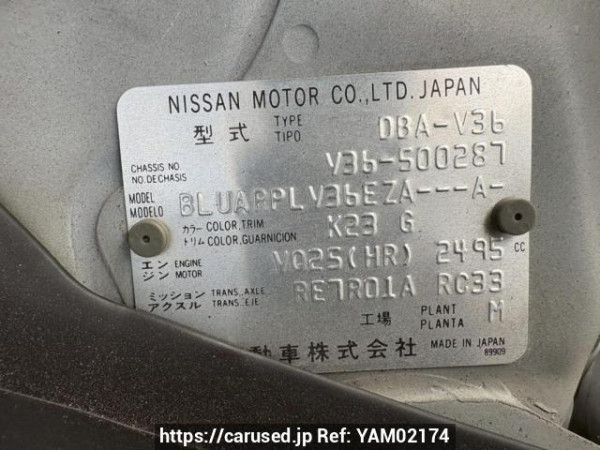 NISSAN MOTOR CO.,LTD. JAPAN
型式 TYPE TIPO DBA-V36
CHASSIS NO. NO. DE CHASIS V36-500287
MODEL MODELO BLUARPLV36EZA---A-
カラー COLOR, TRIM トリム COLOR, GUARNICION K23 G
エンジン ENGINE MOTOR VQ25(HR) 2495 CC
ミッション アクスル TRANS., AXLE TRANS., EJE RE7R01A RC33
工場 PLANT PLANTA M
動車株式会社 MADE IN JAPAN
89909
https://carused.jp Ref: YAM02174